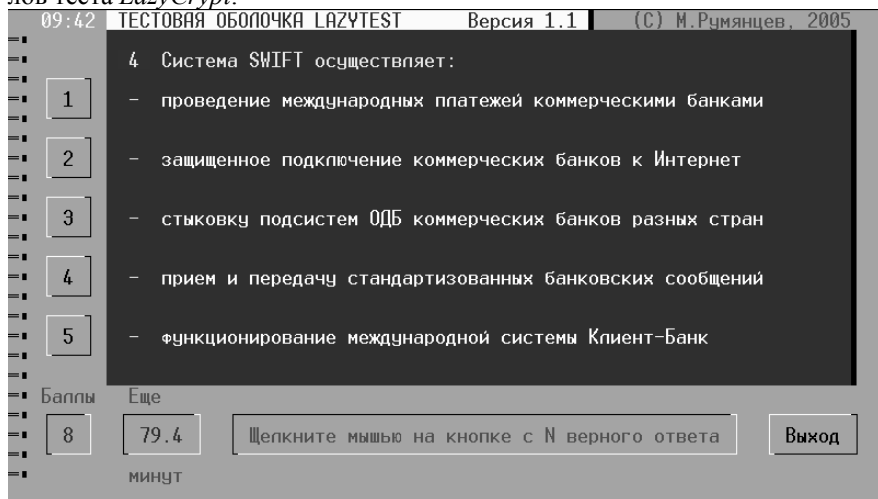 лов теста LazyCrypt.
09:42 ТЕСТОВАЯ ОБОЛОЧКА LAZYTEST Версия 1.1 (C) М.Румянцев, 2005
4 Система SWIFT осуществляет:
1 - проведение международных платежей коммерческими банками
2 - защищенное подключение коммерческих банков к Интернет
3 - стыковку подсистем ОДБ коммерческих банков разных стран
4 - прием и передачу стандартизованных банковских сообщений
5 - функционирование международной системы Клиент-Банк
Баллы Еще
8 79.4 Щелкните мышью на кнопке с N верного ответа Выход
минут